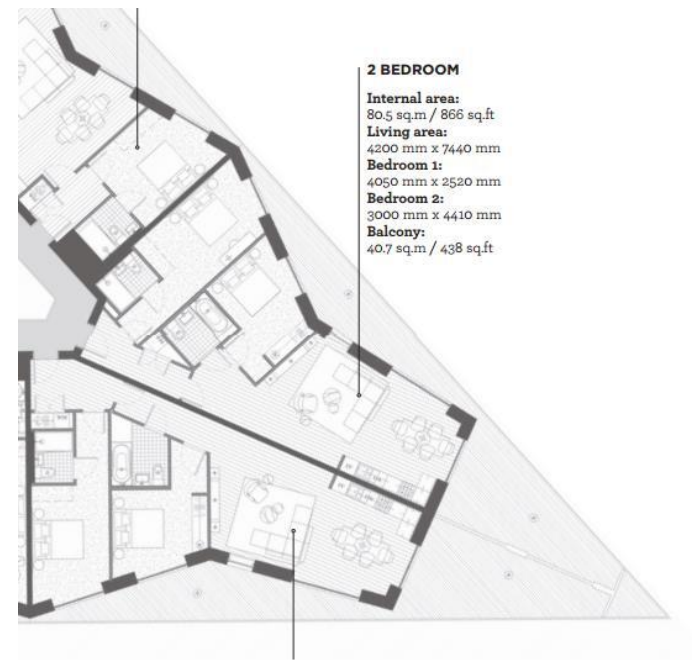 2 BEDROOM
Internal area:
80.5 sq.m / 866 sq.ft
Living area:
4200 mm x 7440 mm
Bedroom 1:
4050 mm x 2520 mm
Bedroom 2:
3000 mm x 4410 mm
Balcony:
40.7 sq.m / 438 sq.ft